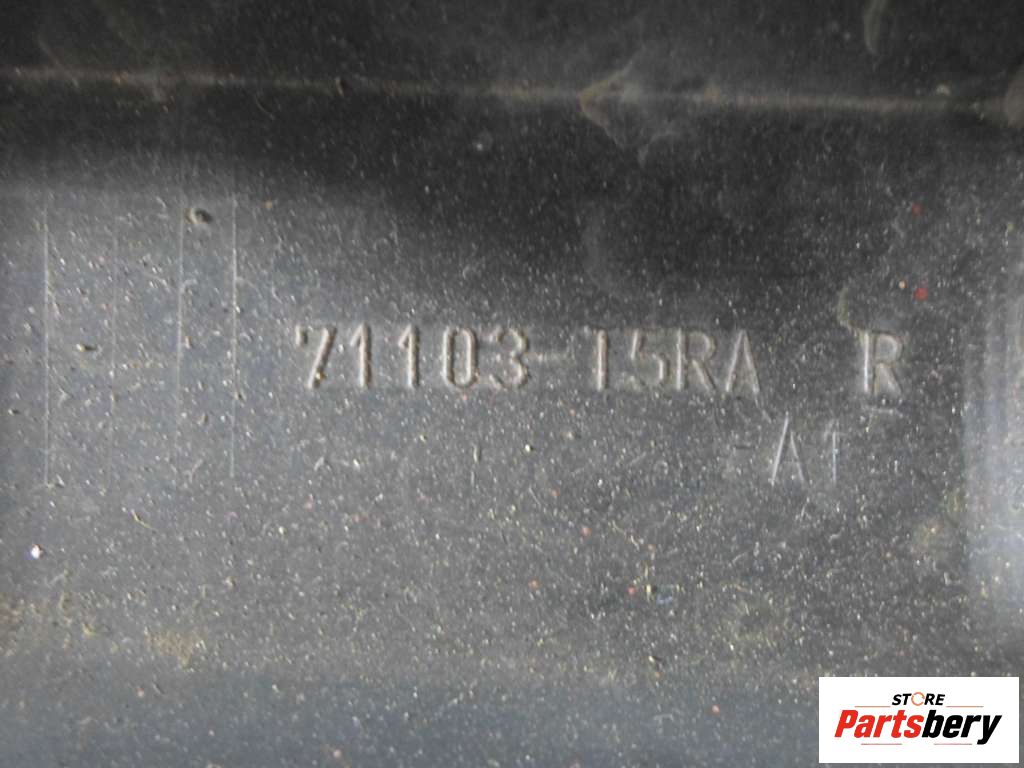 71103-T5RA R
-A1
STORE
Partsbery